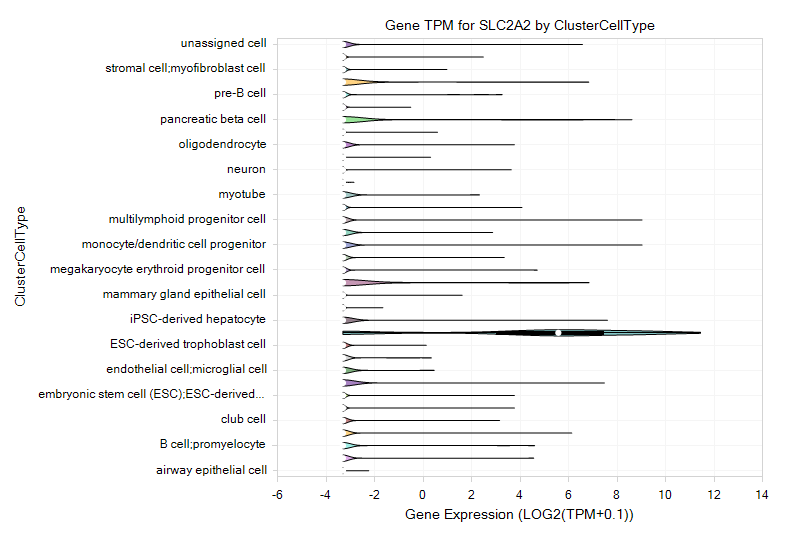 Gene TPM for SLC2A2 by ClusterCellType
unassigned cell
stromal cell;myofibroblast cell
pre-B cell
pancreatic beta cell
oligodendrocyte
neuron
myotube
multilymphoid progenitor cell
monocyte/dendritic cell progenitor
megakaryocyte erythroid progenitor cell
mammary gland epithelial cell
iPSC-derived hepatocyte
ESC-derived trophoblast cell
endothelial cell;microglial cell
embryonic stem cell (ESC);ESC-derived...
club cell
B cell;promyelocyte
airway epithelial cell
ClusterCellType
-6 -4 -2 0 2 4 6 8 10 12 14
Gene Expression (LOG2(TPM+0.1))